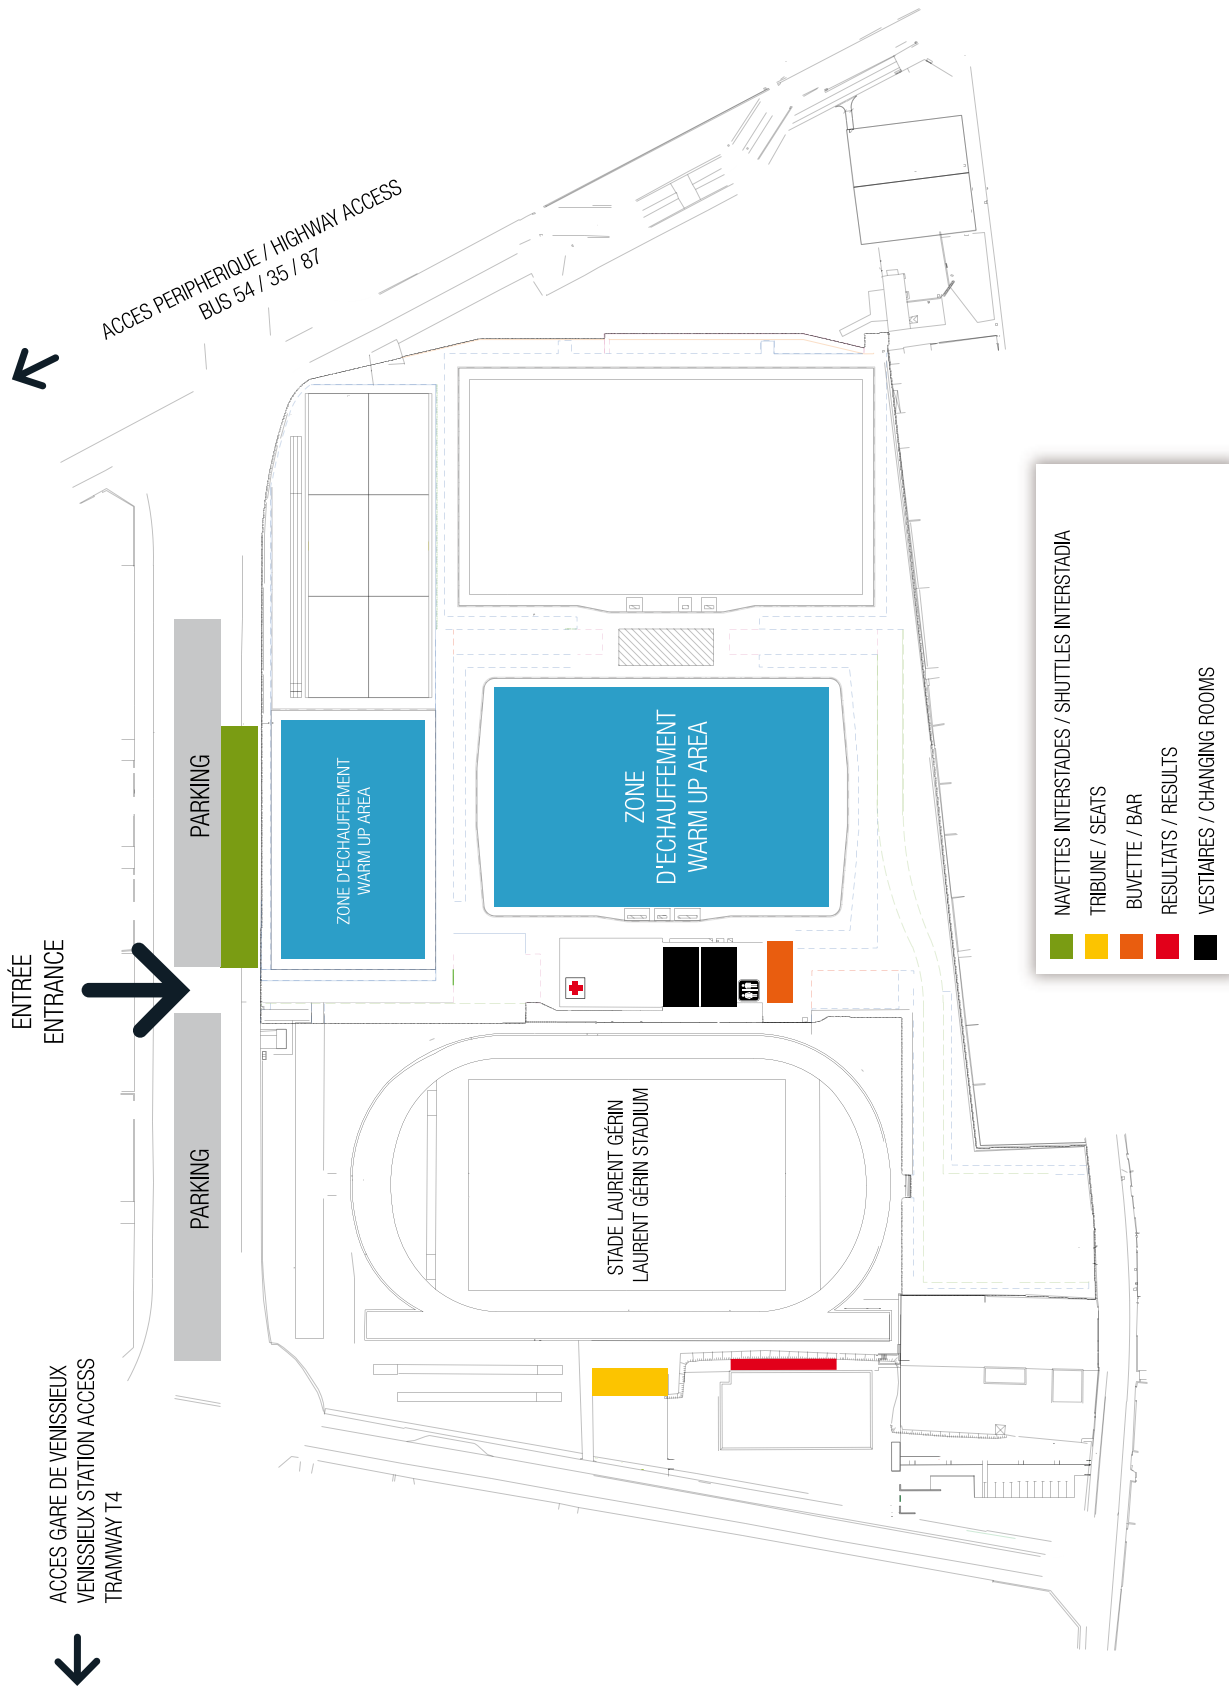 ACCES GARE DE VENISSIEUX
VENISSIEUX STATION ACCESS
TRAMWAY T4
ENTRÉE
ENTRANCE
ACCES PERIPHERIQUE / HIGHWAY ACCESS
BUS 54 / 35 / 87
PARKING
PARKING
ZONE D'ECHAUFFEMENT
WARM UP AREA
ZONE
D'ECHAUFFEMENT
WARM UP AREA
STADE LAURENT GÉRIN
LAURENT GÉRIN STADIUM
NAVETTES INTERSTADES / SHUTTLES INTERSTADIA
TRIBUNE / SEATS
BUVETTE / BAR
RESULTATS / RESULTS
VESTIAIRES / CHANGING ROOMS